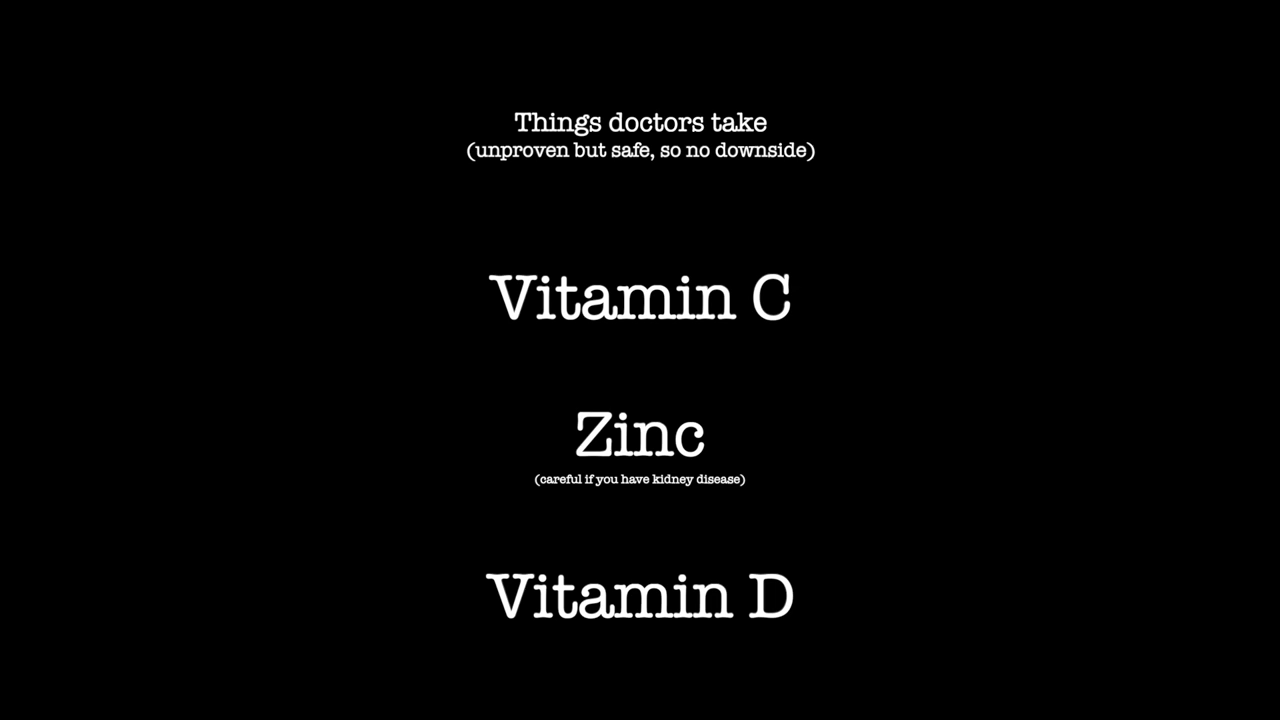 Things doctors take
(unproven but safe, so no downside)
Vitamin C
Zinc
(careful if you have kidney disease)
Vitamin D